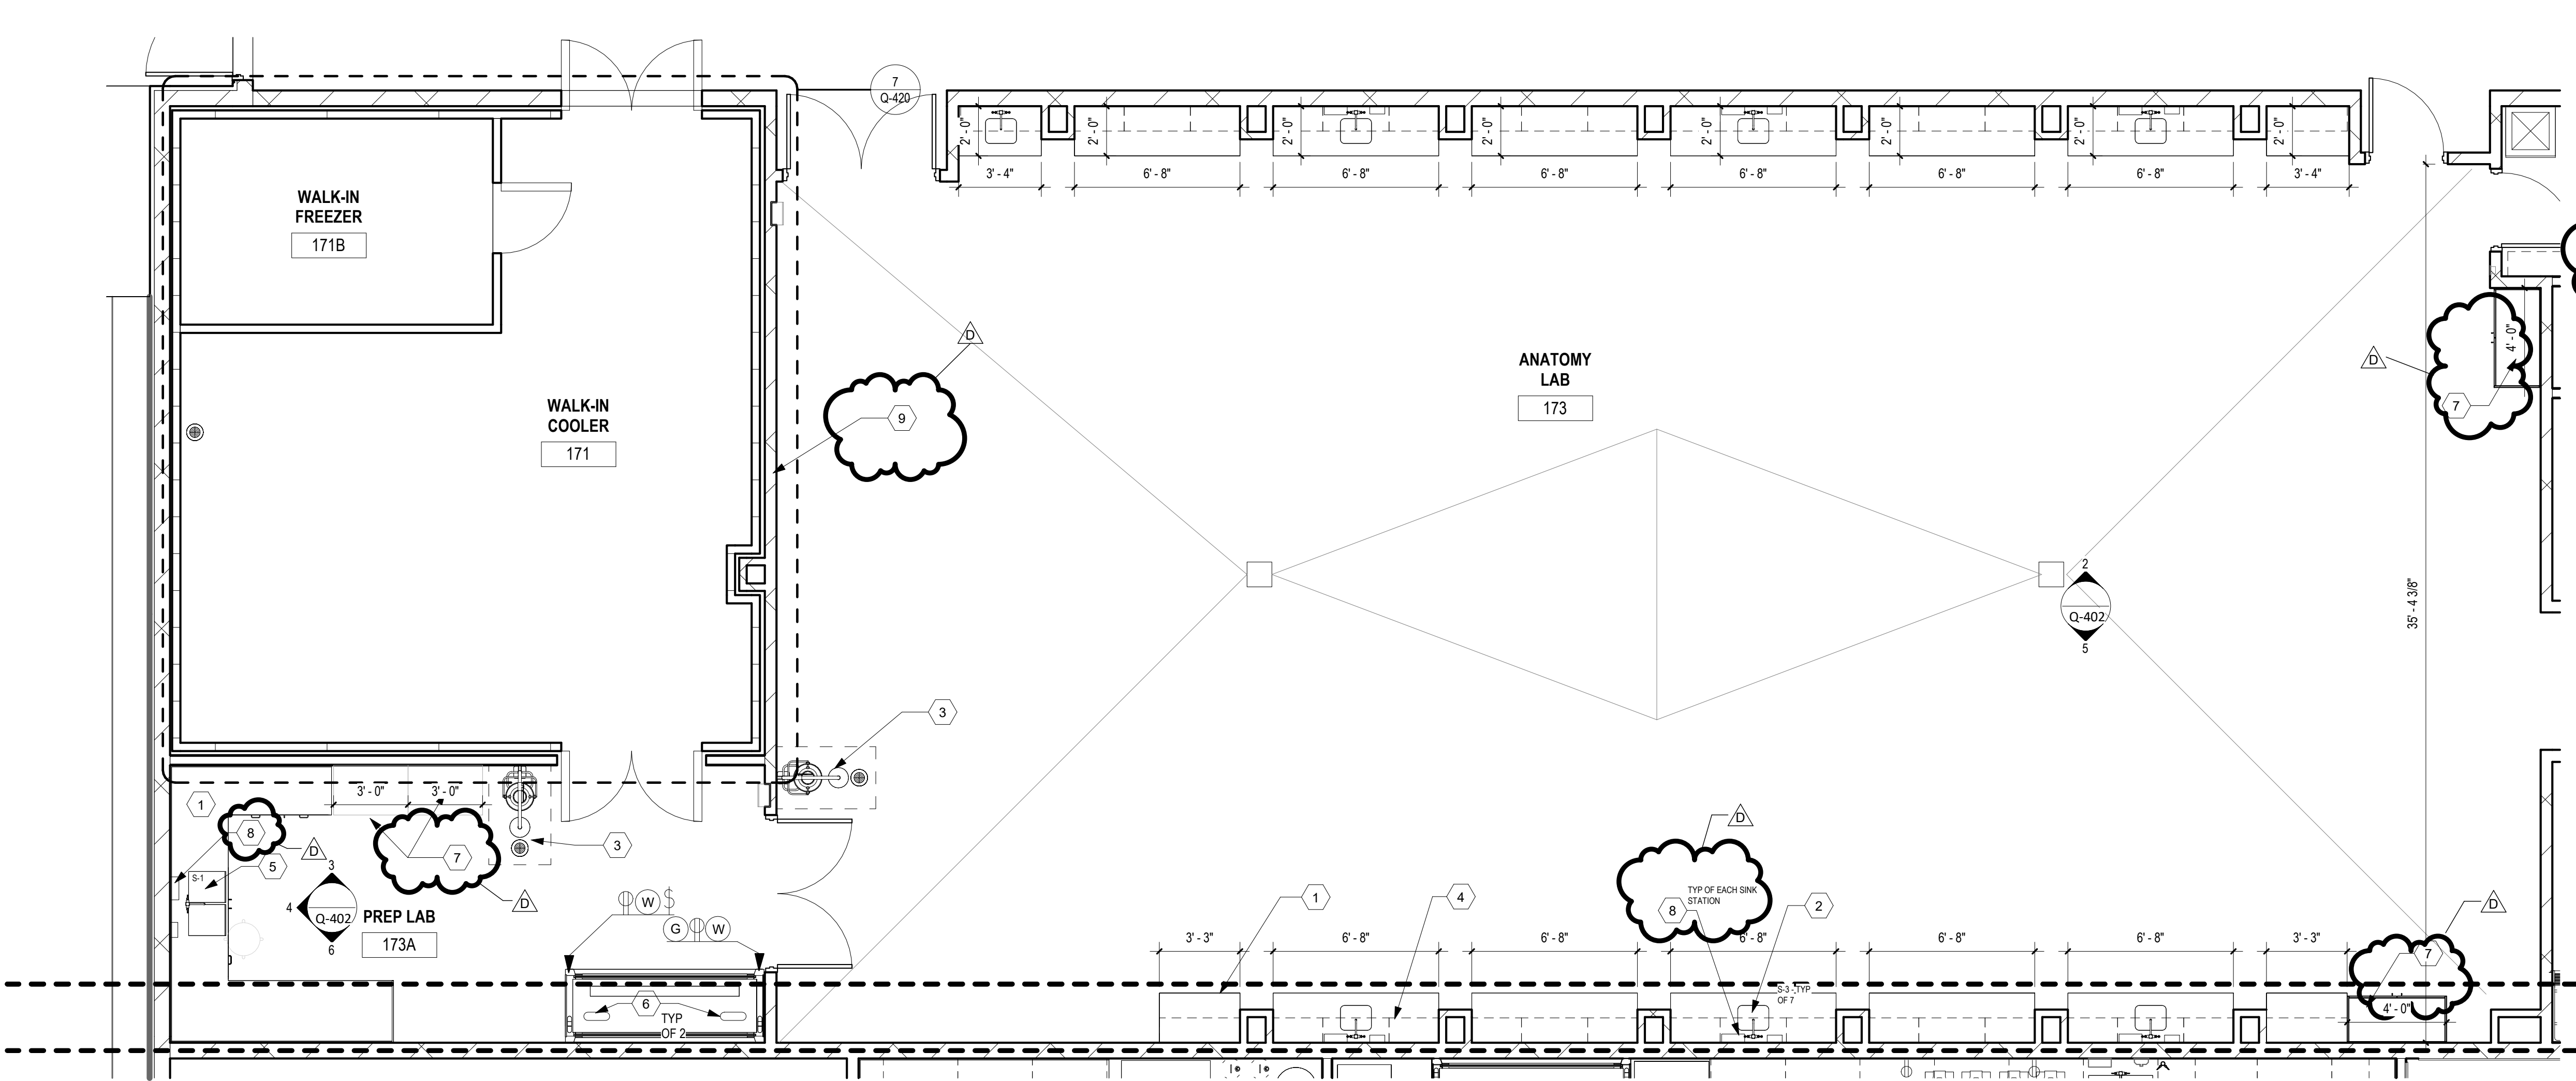 7
Q-420
2' - 0"
2' - 0"
2' - 0"
2' - 0"
2' - 0"
2' - 0"
2' - 0"
2' - 0"
3' - 4"
6' - 8"
6' - 8"
6' - 8"
6' - 8"
6' - 8"
6' - 8"
3' - 4"
WALK-IN
FREEZER
171B
D
9
WALK-IN
COOLER
171
ANATOMY
LAB
173
D
4' - 0"
7
2
Q-402
5
35' - 4 3/8"
3
3' - 0"
3' - 0"
1
8
D
5
S-1
7
D
3
3
4
Q-402
6
PREP LAB
173A
W
S
G
W
6
TYP
OF 2
D
TYP OF EACH SINK
STATION
8
2
1
4
D
3' - 3"
6' - 8"
6' - 8"
6' - 8"
6' - 8"
6' - 8"
3' - 3"
7
S-3 - TYP
OF 7
4' - 0"
A